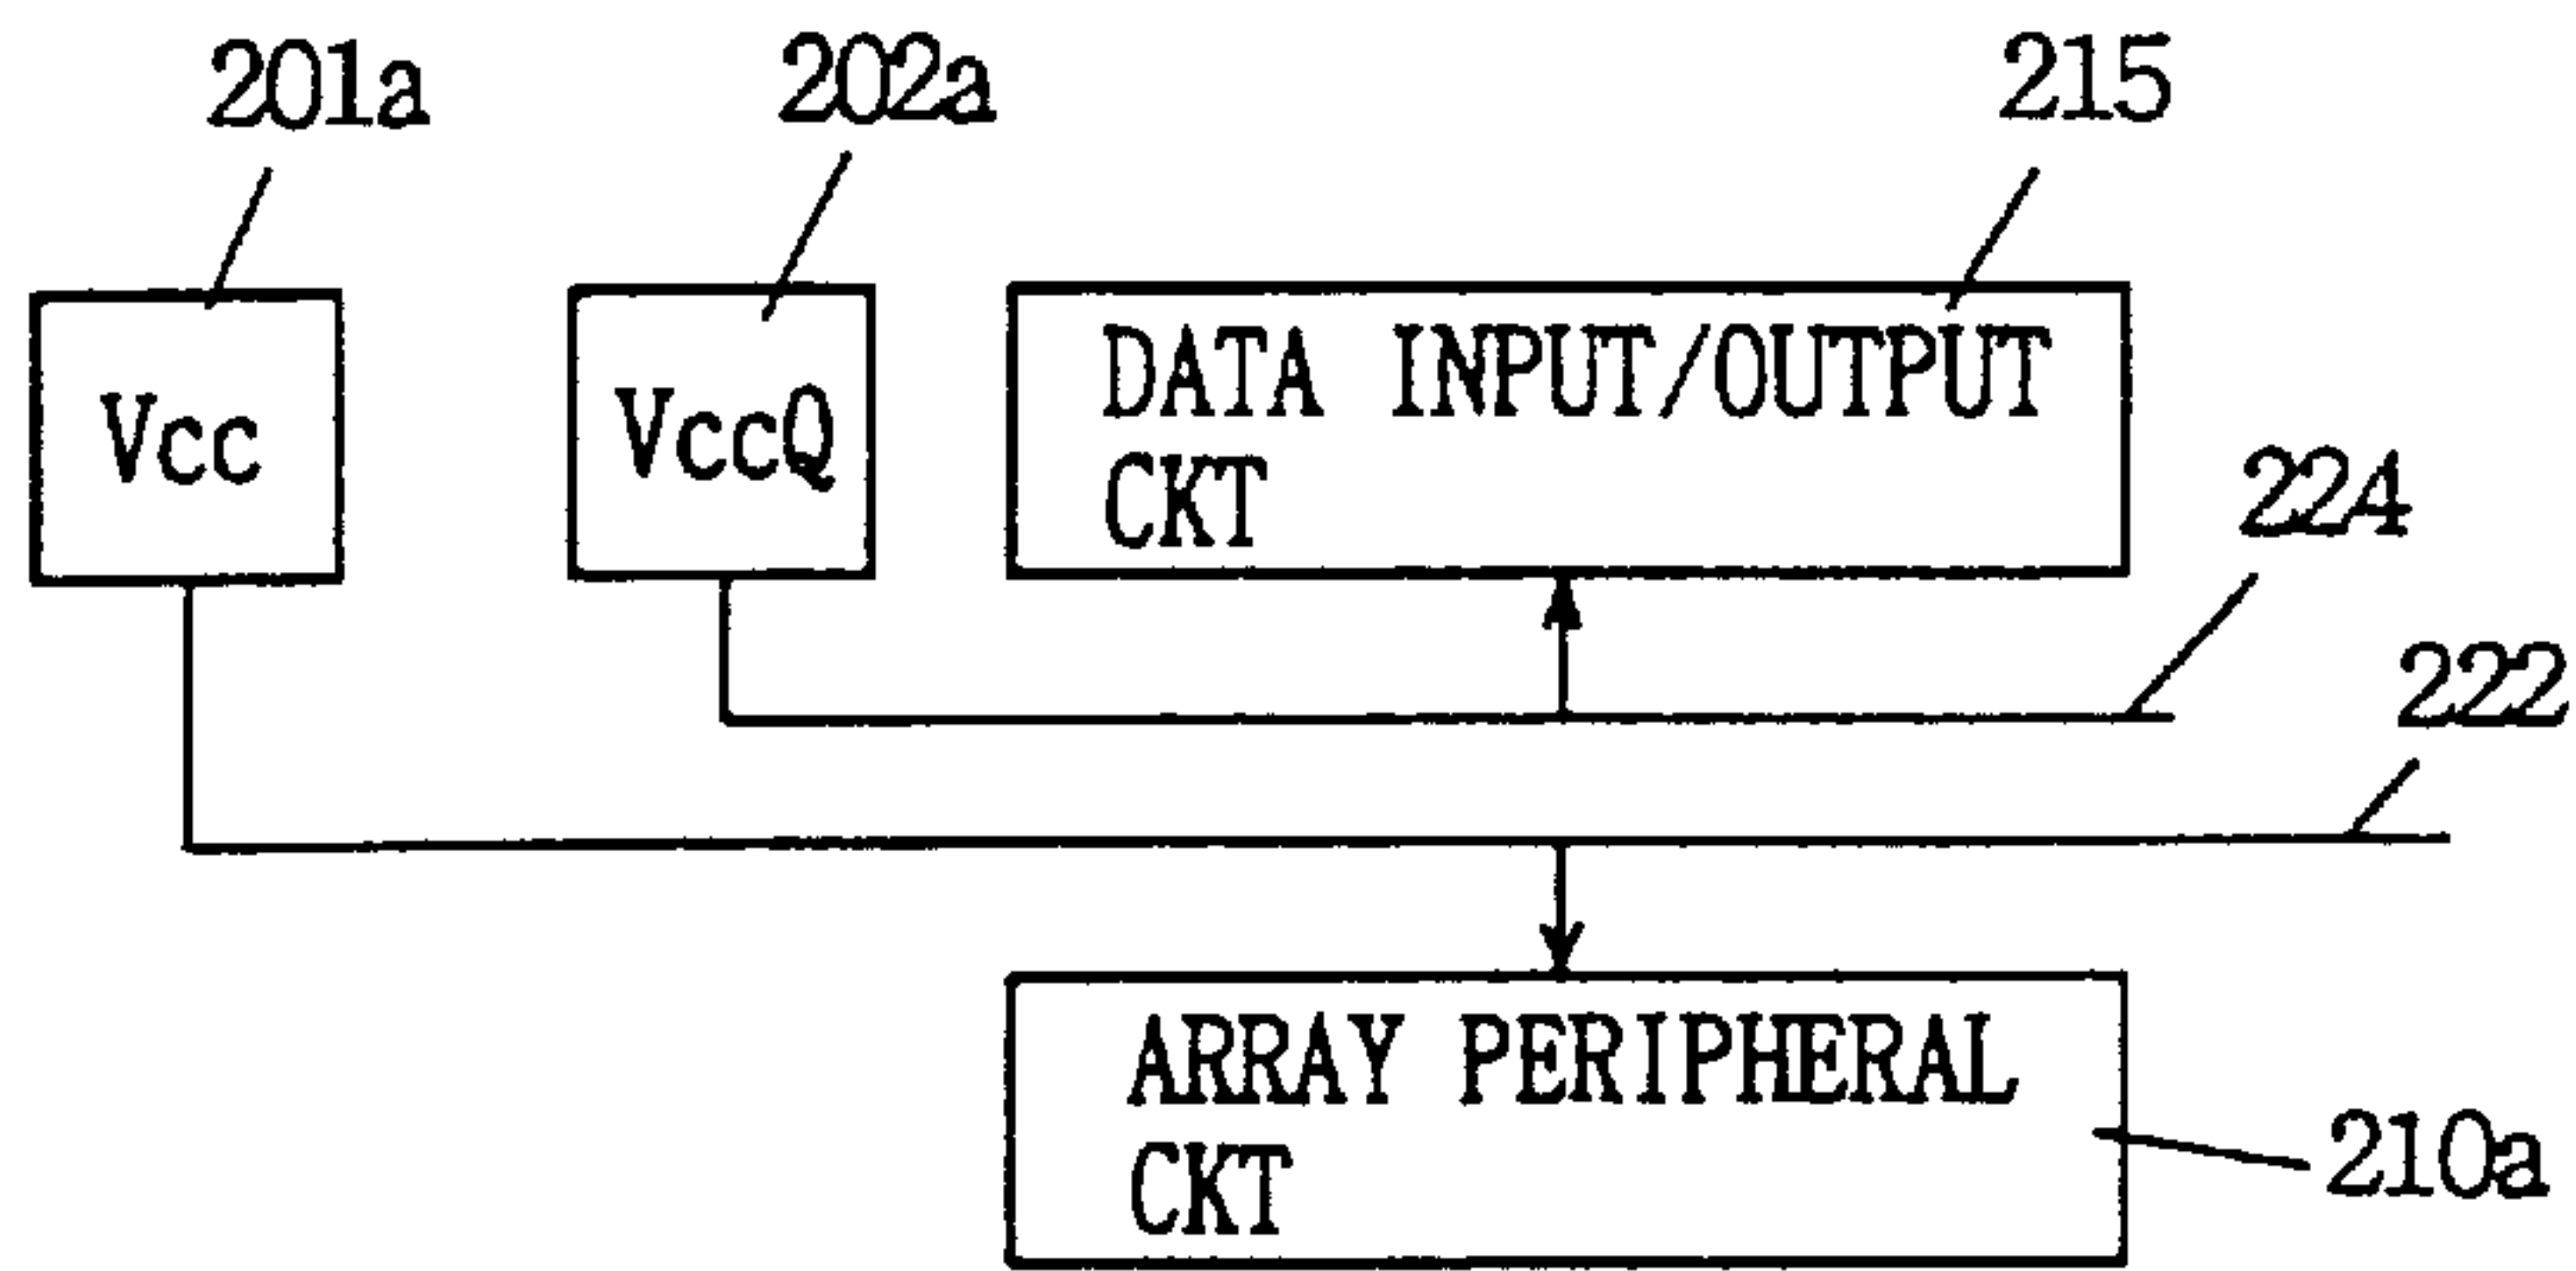 201a
202a
215
Vcc
VccQ
DATA INPUT/OUTPUT
CKT
224
222
ARRAY PERIPHERAL
CKT
210a